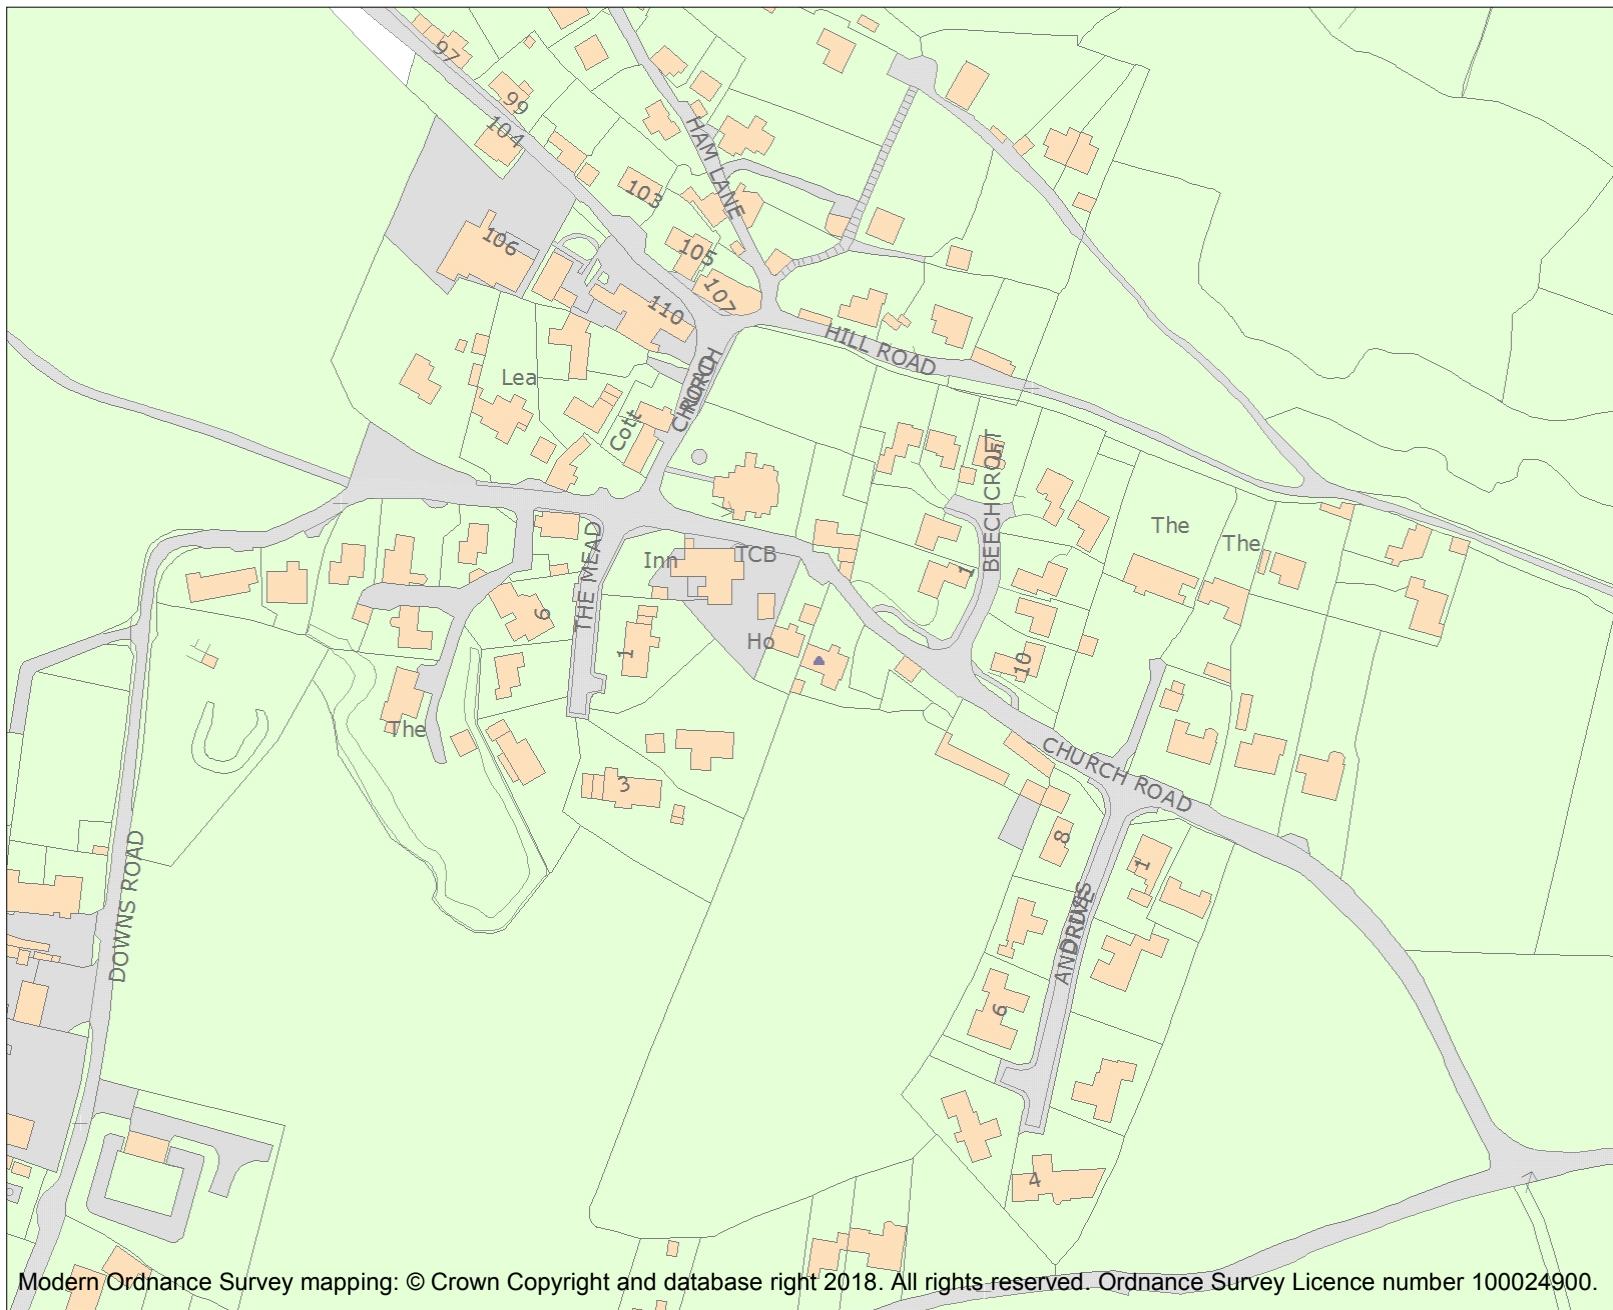 97
99
104
HAM LANE
103
106
105
107
110
HILL ROAD
Lea
CHURCH
ROAD
Cott
BEECHCROFT
The
The
THE MEAD
Inn
TCB
1
6
Ho
1
10
The
3
CHURCH ROAD
8
1
DOWNS ROAD
DRIVE
6
4
Modern Ordnance Survey mapping: © Crown Copyright and database right 2018. All rights reserved. Ordnance Survey Licence number 100024900.